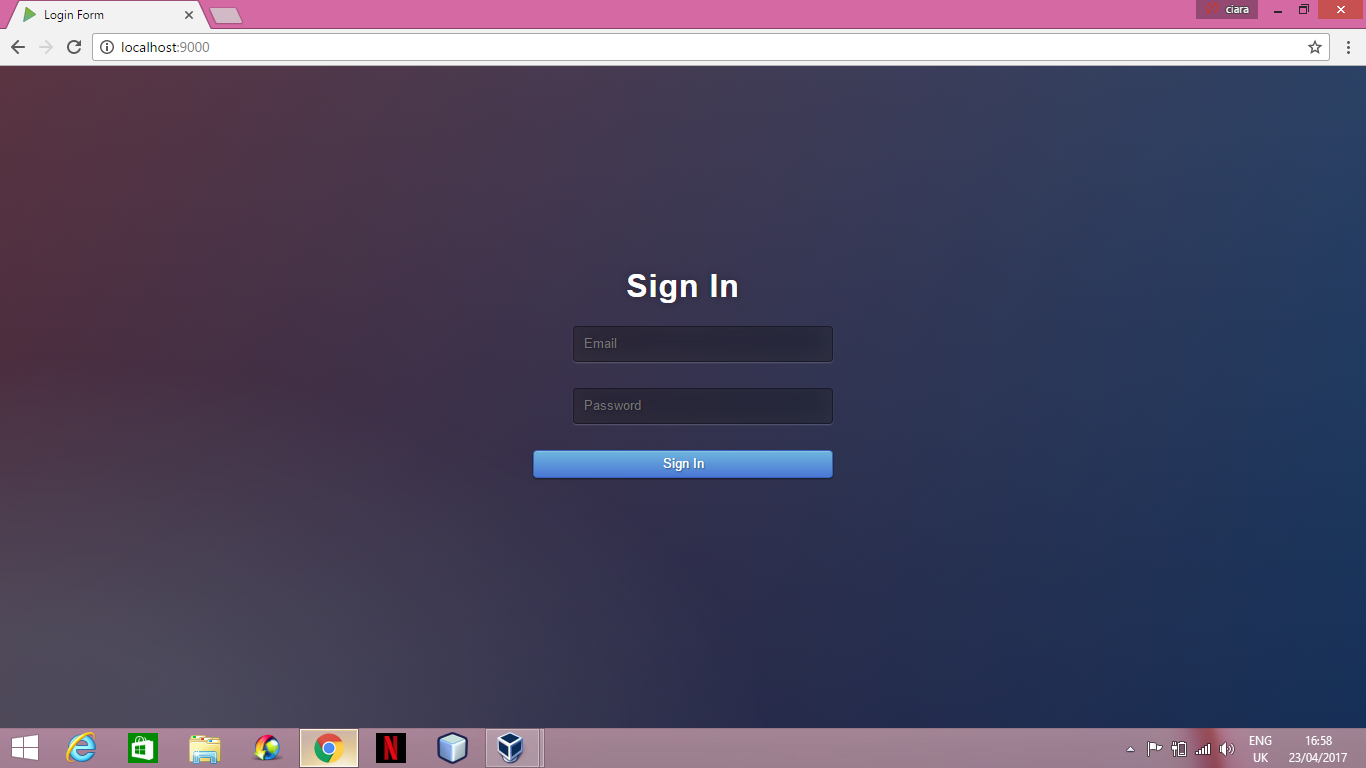 Login Form
ciara
localhost:9000
Sign In
Email
Password
Sign In
N
ENG
16:58
UK
23/04/2017